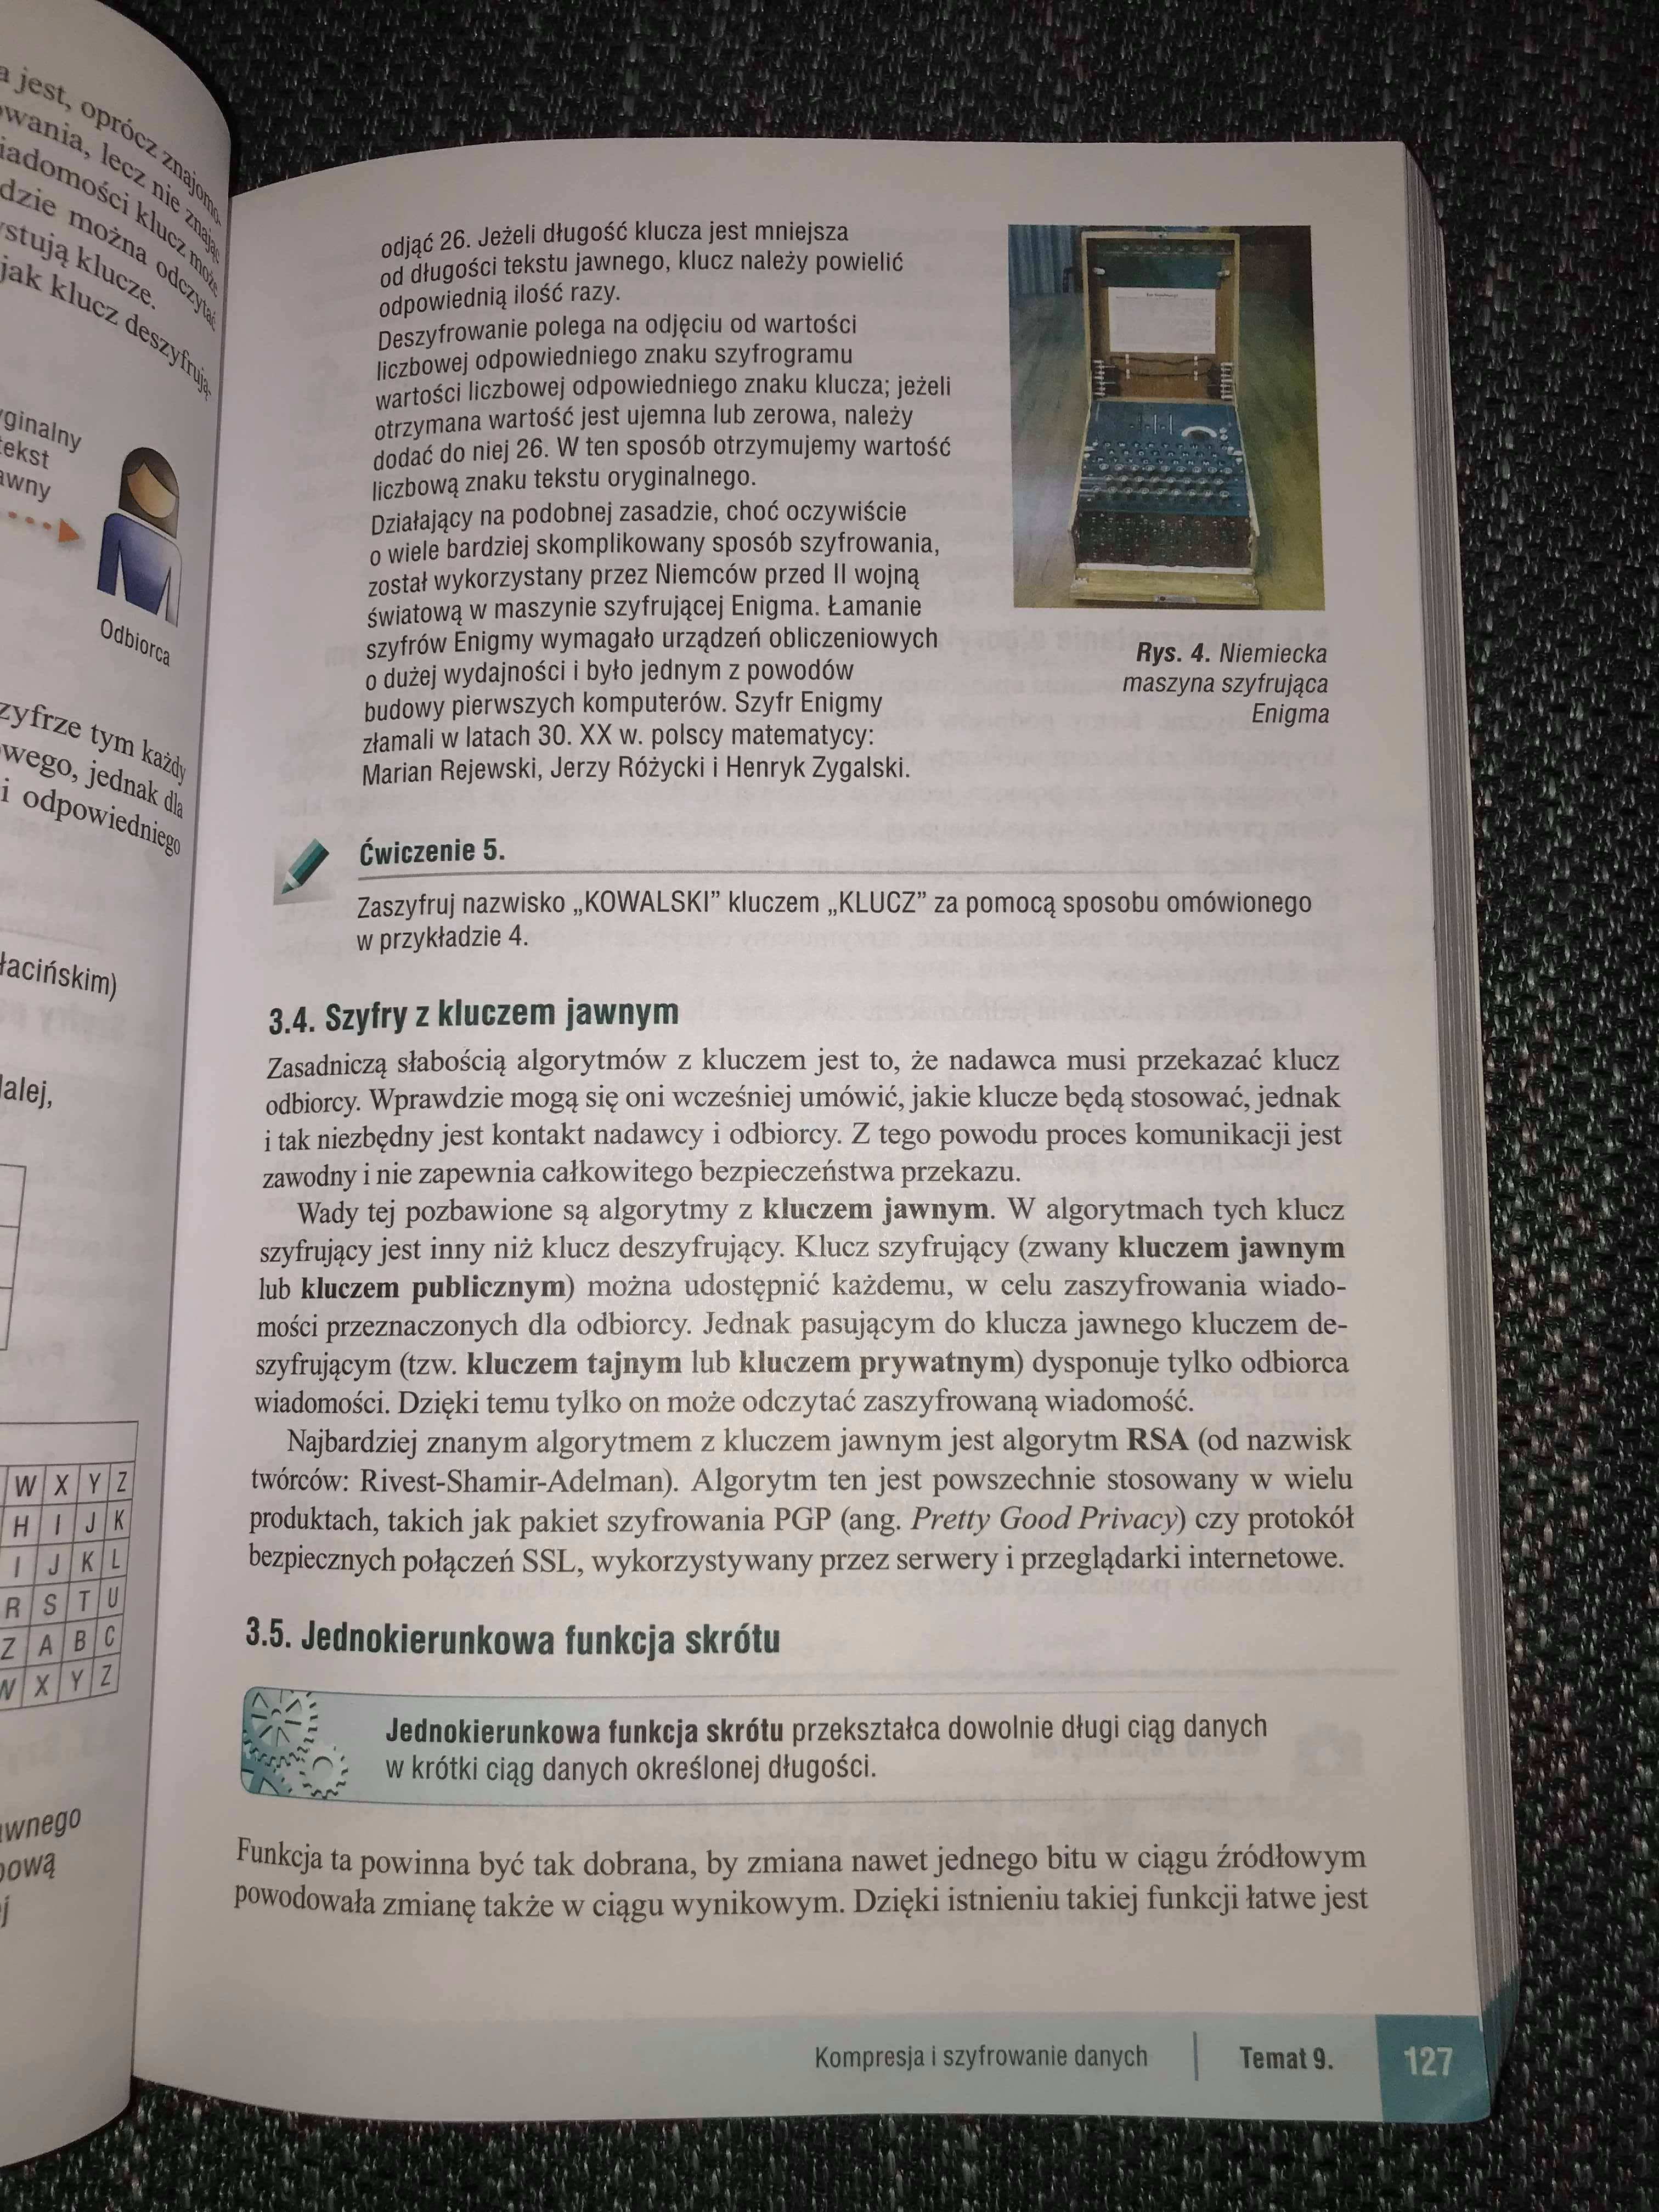 a jest, oprócz znajomo-
owania, lecz nie znając
iadomości klucz może
dzie można odczytać
ystują klucze.
jak klucz deszyfrują-
yginalny
tekst
awny
Odbiorca
zyfrze tym każdy
owego, jednak dla
i odpowiedniego
łacińskim)
alej,
W X Y Z
H I J K
I J K L
R S T U
Z A B C
W X Y Z
awnego
bową
j
odjąć 26. Jeżeli długość klucza jest mniejsza
od długości tekstu jawnego, klucz należy powielić
odpowiednią ilość razy.
Deszyfrowanie polega na odjęciu od wartości
liczbowej odpowiedniego znaku szyfrogramu
wartości liczbowej odpowiedniego znaku klucza; jeżeli
otrzymana wartość jest ujemna lub zerowa, należy
dodać do niej 26. W ten sposób otrzymujemy wartość
liczbową znaku tekstu oryginalnego.
Działający na podobnej zasadzie, choć oczywiście
o wiele bardziej skomplikowany sposób szyfrowania,
został wykorzystany przez Niemców przed II wojną
światową w maszynie szyfrującej Enigma. Łamanie
szyfrów Enigmy wymagało urządzeń obliczeniowych
o dużej wydajności i było jednym z powodów
budowy pierwszych komputerów. Szyfr Enigmy
złamali w latach 30. XX w. polscy matematycy:
Marian Rejewski, Jerzy Różycki i Henryk Zygalski.
Rys. 4. Niemiecka
maszyna szyfrująca
Enigma
Ćwiczenie 5.
Zaszyfruj nazwisko „KOWALSKI” kluczem „KLUCZ” za pomocą sposobu omówionego
w przykładzie 4.
3.4. Szyfry z kluczem jawnym
Zasadniczą słabością algorytmów z kluczem jest to, że nadawca musi przekazać klucz
odbiorcy. Wprawdzie mogą się oni wcześniej umówić, jakie klucze będą stosować, jednak
i tak niezbędny jest kontakt nadawcy i odbiorcy. Z tego powodu proces komunikacji jest
zawodny i nie zapewnia całkowitego bezpieczeństwa przekazu.
Wady tej pozbawione są algorytmy z kluczem jawnym. W algorytmach tych klucz
szyfrujący jest inny niż klucz deszyfrujący. Klucz szyfrujący (zwany kluczem jawnym
lub kluczem publicznym) można udostępnić każdemu, w celu zaszyfrowania wiado-
mości przeznaczonych dla odbiorcy. Jednak pasującym do klucza jawnego kluczem de-
szyfrującym (tzw. kluczem tajnym lub kluczem prywatnym) dysponuje tylko odbiorca
wiadomości. Dzięki temu tylko on może odczytać zaszyfrowaną wiadomość.
Najbardziej znanym algorytmem z kluczem jawnym jest algorytm RSA (od nazwisk
twórców: Rivest-Shamir-Adelman). Algorytm ten jest powszechnie stosowany w wielu
produktach, takich jak pakiet szyfrowania PGP (ang. Pretty Good Privacy) czy protokół
bezpiecznych połączeń SSL, wykorzystywany przez serwery i przeglądarki internetowe.
3.5. Jednokierunkowa funkcja skrótu
Jednokierunkowa funkcja skrótu przekształca dowolnie długi ciąg danych
w krótki ciąg danych określonej długości.
Funkcja ta powinna być tak dobrana, by zmiana nawet jednego bitu w ciągu źródłowym
powodowała zmianę także w ciągu wynikowym. Dzięki istnieniu takiej funkcji łatwe jest
Kompresja i szyfrowanie danych | Temat 9. 127